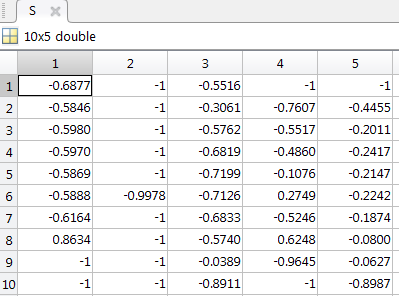 S
10x5 double
1 2 3 4 5
1 -0.6877 -1 -0.5516 -1 -1
2 -0.5846 -1 -0.3061 -0.7607 -0.4455
3 -0.5980 -1 -0.5762 -0.5517 -0.2011
4 -0.5970 -1 -0.6819 -0.4860 -0.2417
5 -0.5869 -1 -0.7199 -0.1076 -0.2147
6 -0.5888 -0.9978 -0.7126 0.2749 -0.2242
7 -0.6164 -1 -0.6833 -0.5246 -0.1874
8 0.8634 -1 -0.5740 0.6248 -0.0800
9 -1 -1 -0.0389 -0.9645 -0.0627
10 -1 -1 -0.8911 -1 -0.8987